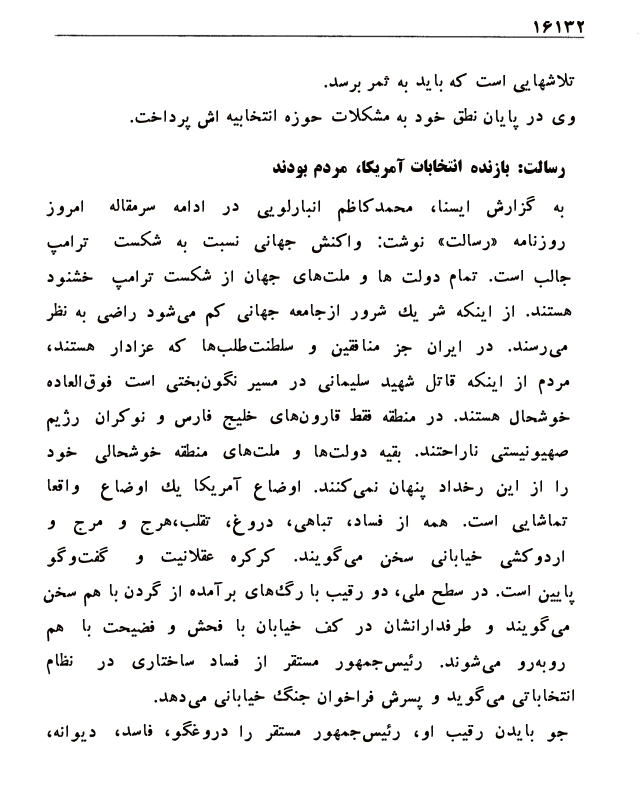 ۱۶۱۳۲
تلاشهایی است که باید به ثمر برسد.
وی در پایان نطق خود به مشکلات حوزه انتخابیه اش پرداخت.
رسالت: بازنده انتخابات آمریکا، مردم بودند
به گزارش ایسنا، محمدکاظم انبارلویی در ادامه سرمقاله امروز
روزنامه «رسالت» نوشت: واکنش جهانی نسبت به شکست ترامپ
جالب است. تمام دولت ها و ملت‌های جهان از شکست ترامپ خشنود
هستند. از اینکه شر یك شرور ازجامعه جهانی کم می‌شود راضی به نظر
می‌رسند. در ایران جز منافقین و سلطنت‌طلب‌ها که عزادار هستند،
مردم از اینکه قاتل شهید سلیمانی در مسیر نگون‌بختی است فوق‌العاده
خوشحال هستند. در منطقه فقط قارون‌های خلیج فارس و نوکران رژیم
صهیونیستی ناراحتند. بقیه دولت‌ها و ملت‌های منطقه خوشحالی خود
را از این رخداد پنهان نمی‌کنند. اوضاع آمریکا یك اوضاع واقعا
تماشایی است. همه از فساد، تباهی، دروغ، تقلب،هرج و مرج و
اردوکشی خیابانی سخن می‌گویند. کرکره عقلانیت و گفت‌وگو
پایین است. در سطح ملی، دو رقیب با رگ‌های برآمده از گردن با هم سخن
می‌گویند و طرفدارانشان در کف خیابان با فحش و فضیحت با هم
روبه‌رو می‌شوند. رئیس‌جمهور مستقر از فساد ساختاری در نظام
انتخاباتی می‌گوید و پسرش فراخوان جنگ خیابانی می‌دهد.
جو بایدن رقیب او، رئیس‌جمهور مستقر را دروغگو، فاسد، دیوانه،